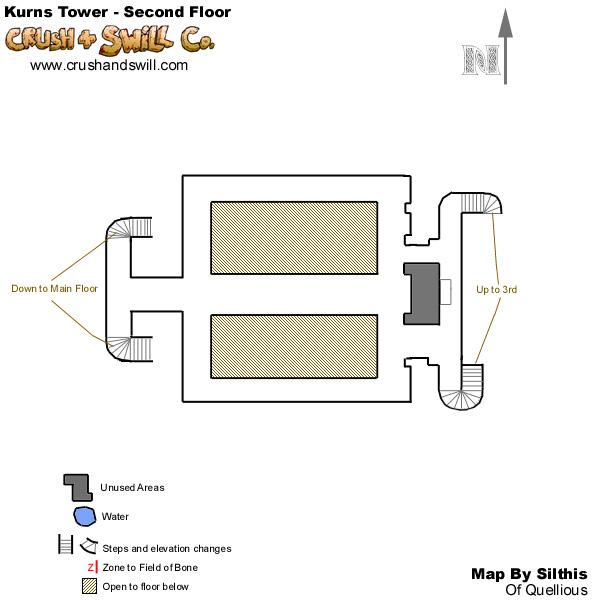 Kurns Tower - Second Floor
Crush & Swill Co.
www.crushandswill.com
N
Down to Main Floor
Up to 3rd
Unused Areas
Water
Steps and elevation changes
Z Zone to Field of Bone
Open to floor below
Map By Silthis
Of Quellious